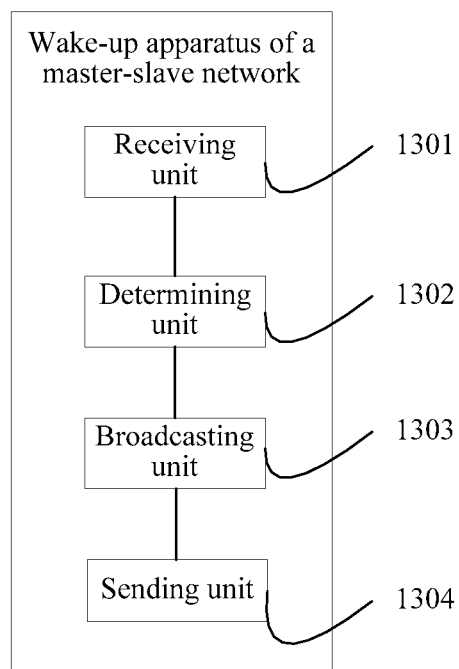 Wake-up apparatus of a
master-slave network
Receiving
unit
1301
Determining
unit
1302
Broadcasting
unit
1303
Sending unit
1304